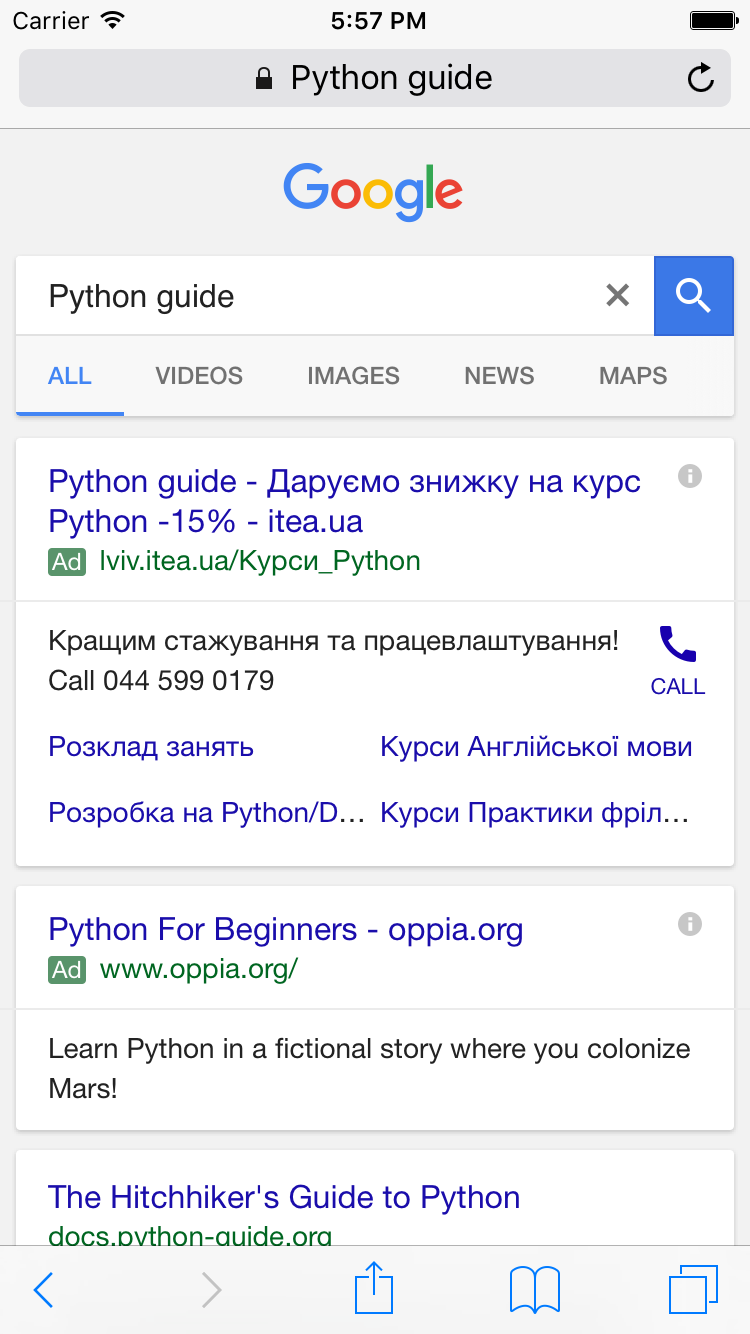 Carrier 5:57 PM
Python guide
Google
Python guide
ALL VIDEOS IMAGES NEWS MAPS
Python guide - Даруємо знижку на курс
Python -15% - itea.ua
Ad lviv.itea.ua/Курси_Python
Кращим стажування та працевлаштування!
Call 044 599 0179
CALL
Розклад занять Курси Англійської мови
Розробка на Python/D... Курси Практики фріл...
Python For Beginners - oppia.org
Ad www.oppia.org/
Learn Python in a fictional story where you colonize
Mars!
The Hitchhiker's Guide to Python
docs.python-guide.org